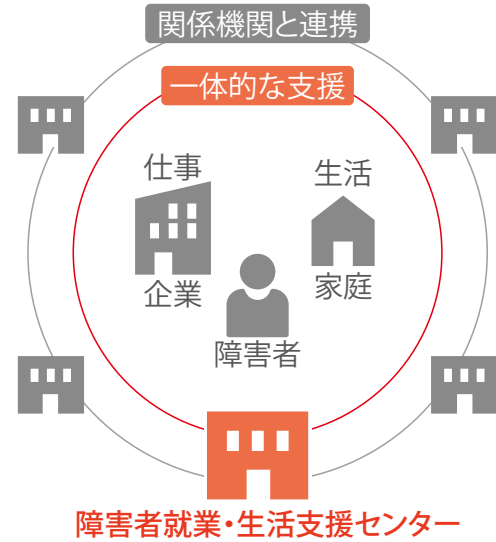 関係機関と連携
一体的な支援
仕事
生活
企業
家庭
障害者
障害者就業・生活支援センター